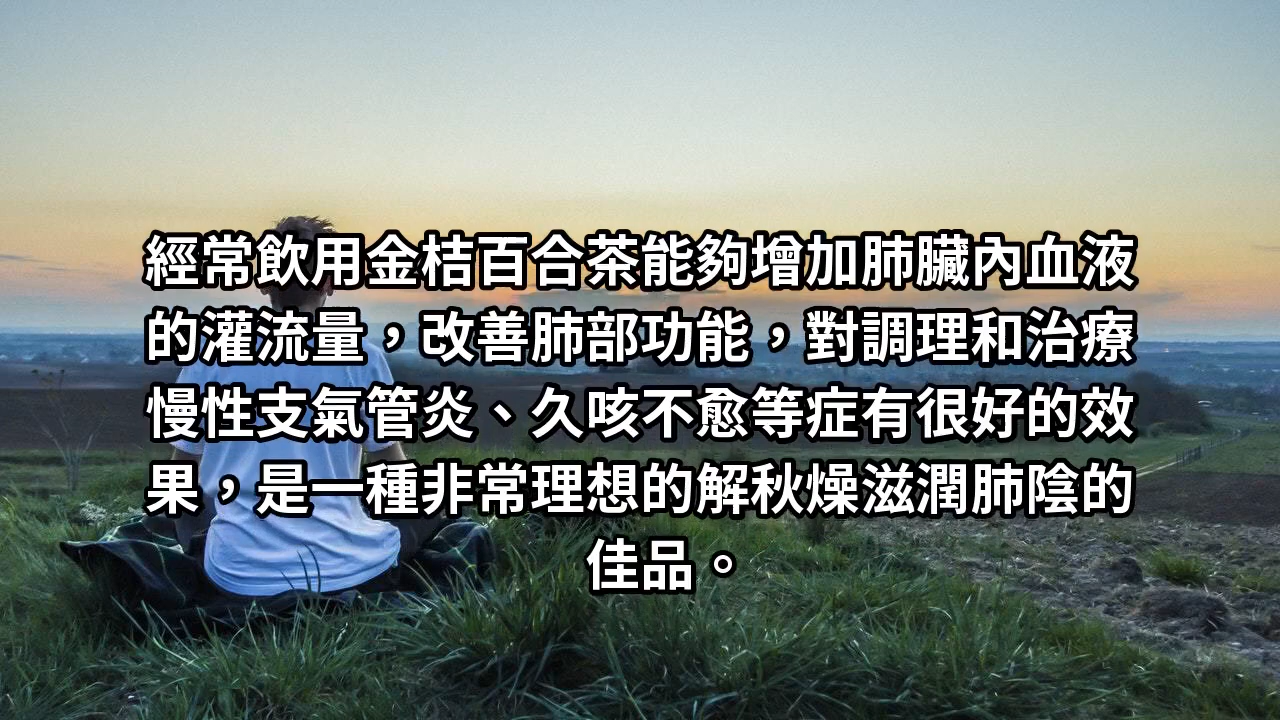 經常飲用金桔百合茶能夠增加肺臟內血液
的灌流量，改善肺部功能，對調理和治療
慢性支氣管炎、久咳不愈等症有很好的效
果，是一種非常理想的解秋燥滋潤肺陰的
佳品。